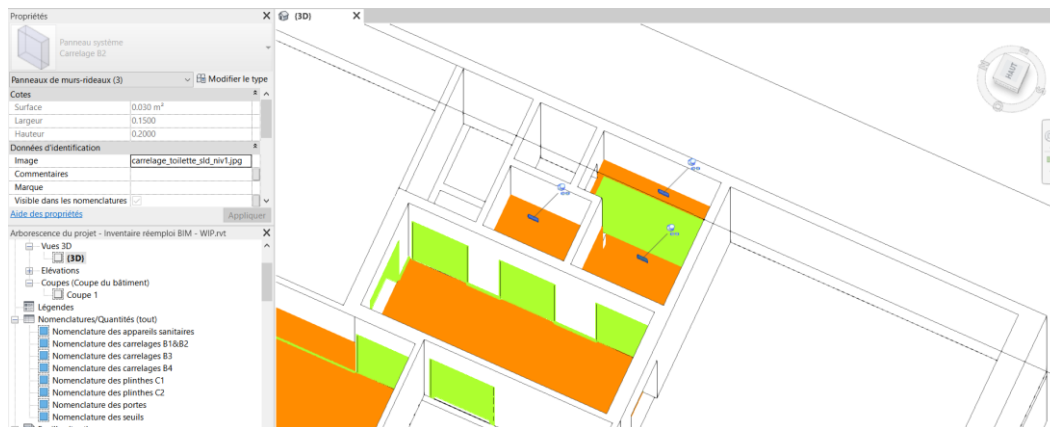 Propriétés
Panneau système
Carrelage B2
Panneaux de murs-rideaux (3)
Modifier le type
Cotes
Surface 0.030 m²
Largeur 0.1500
Hauteur 0.2000
Données d'identification
Image carrelage_toilette_sld_niv1.jpg
Commentaires
Marque
Visible dans les nomenclatures
Aide des propriétés
Appliquer
Arborescence du projet - Inventaire réemploi BIM - WIP.rvt
Vues 3D
(3D)
Elévations
Coupes (Coupe du bâtiment)
Coupe 1
Légendes
Nomenclatures/Quantités (tout)
Nomenclature des appareils sanitaires
Nomenclature des carrelages B1&B2
Nomenclature des carrelages B3
Nomenclature des carrelages B4
Nomenclature des plinthes C1
Nomenclature des plinthes C2
Nomenclature des portes
Nomenclature des seuils
(3D)
HAUT